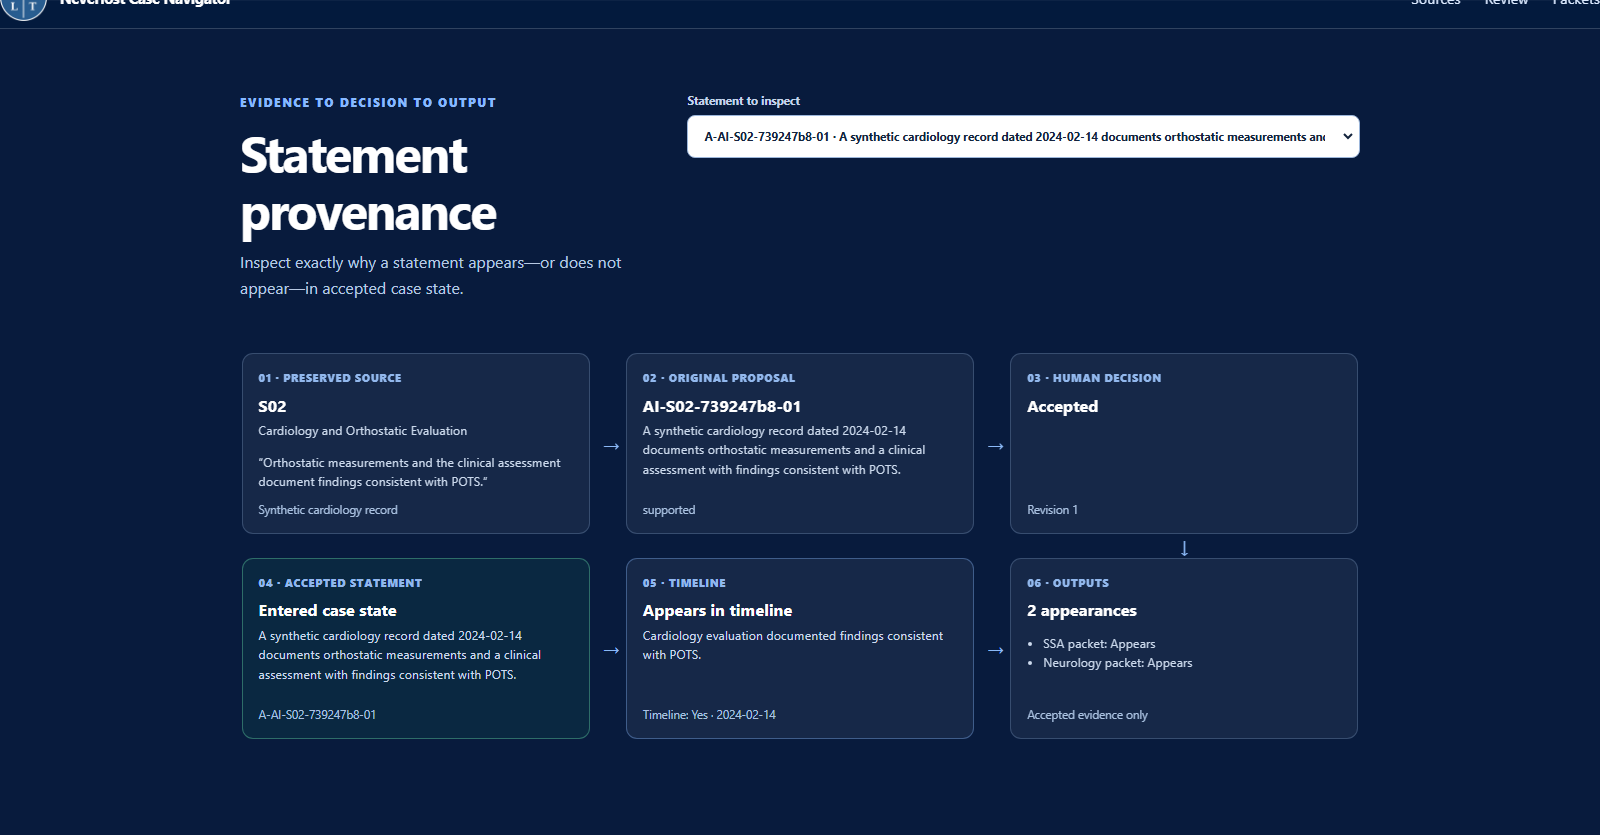 L T
Neverlost Case Navigator
Sources Review Packets
EVIDENCE TO DECISION TO OUTPUT
Statement
provenance
Inspect exactly why a statement appears—or does not
appear—in accepted case state.
Statement to inspect
A-AI-S02-739247b8-01 · A synthetic cardiology record dated 2024-02-14 documents orthostatic measurements and
01 · PRESERVED SOURCE
S02
Cardiology and Orthostatic Evaluation
“Orthostatic measurements and the clinical assessment
document findings consistent with POTS.”
Synthetic cardiology record
→
02 · ORIGINAL PROPOSAL
AI-S02-739247b8-01
A synthetic cardiology record dated 2024-02-14
documents orthostatic measurements and a clinical
assessment with findings consistent with POTS.
supported
→
03 · HUMAN DECISION
Accepted
Revision 1
↓
04 · ACCEPTED STATEMENT
Entered case state
A synthetic cardiology record dated 2024-02-14
documents orthostatic measurements and a clinical
assessment with findings consistent with POTS.
A-AI-S02-739247b8-01
→
05 · TIMELINE
Appears in timeline
Cardiology evaluation documented findings consistent
with POTS.
Timeline: Yes · 2024-02-14
→
06 · OUTPUTS
2 appearances
• SSA packet: Appears
• Neurology packet: Appears
Accepted evidence only